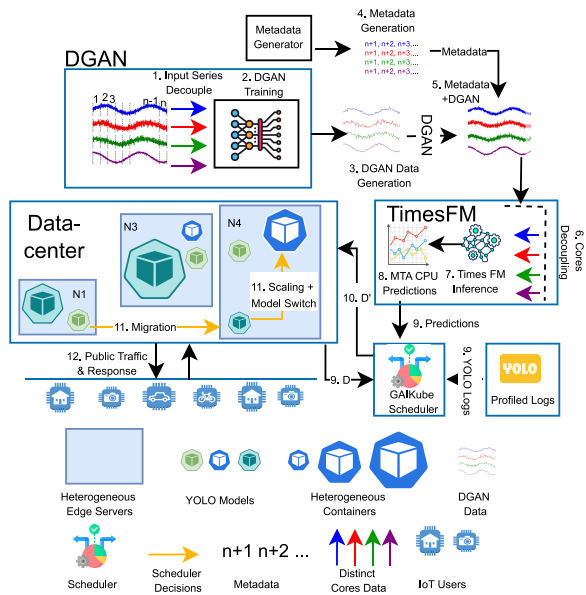 DGAN
Metadata
Generator
4. Metadata
Generation
n+1, n+2, n+3,...
n+1, n+2, n+3,...
n+1, n+2, n+3,...
n+1, n+2, n+3,...
Metadata
1. Input Series
Decouple
2. DGAN
Training
1 2 3 n-1 n
5. Metadata
+DGAN
DGAN
3. DGAN Data
Generation
Data-
center
N3
N4
N1
11. Scaling +
Model Switch
11. Migration
TimesFM
8. MTA CPU
Predictions
7. Times FM
Inference
6. Cores
Decoupling
10. D'
9. Predictions
12. Public Traffic
& Response
9. D
GAIKube
Scheduler
9. YOLO Logs
YOLO
Profiled Logs
Heterogeneous
Edge Servers
YOLO Models
Heterogeneous
Containers
DGAN
Data
n+1 n+2 ...
Scheduler
Scheduler
Decisions
Metadata
Distinct
Cores Data
IoT Users